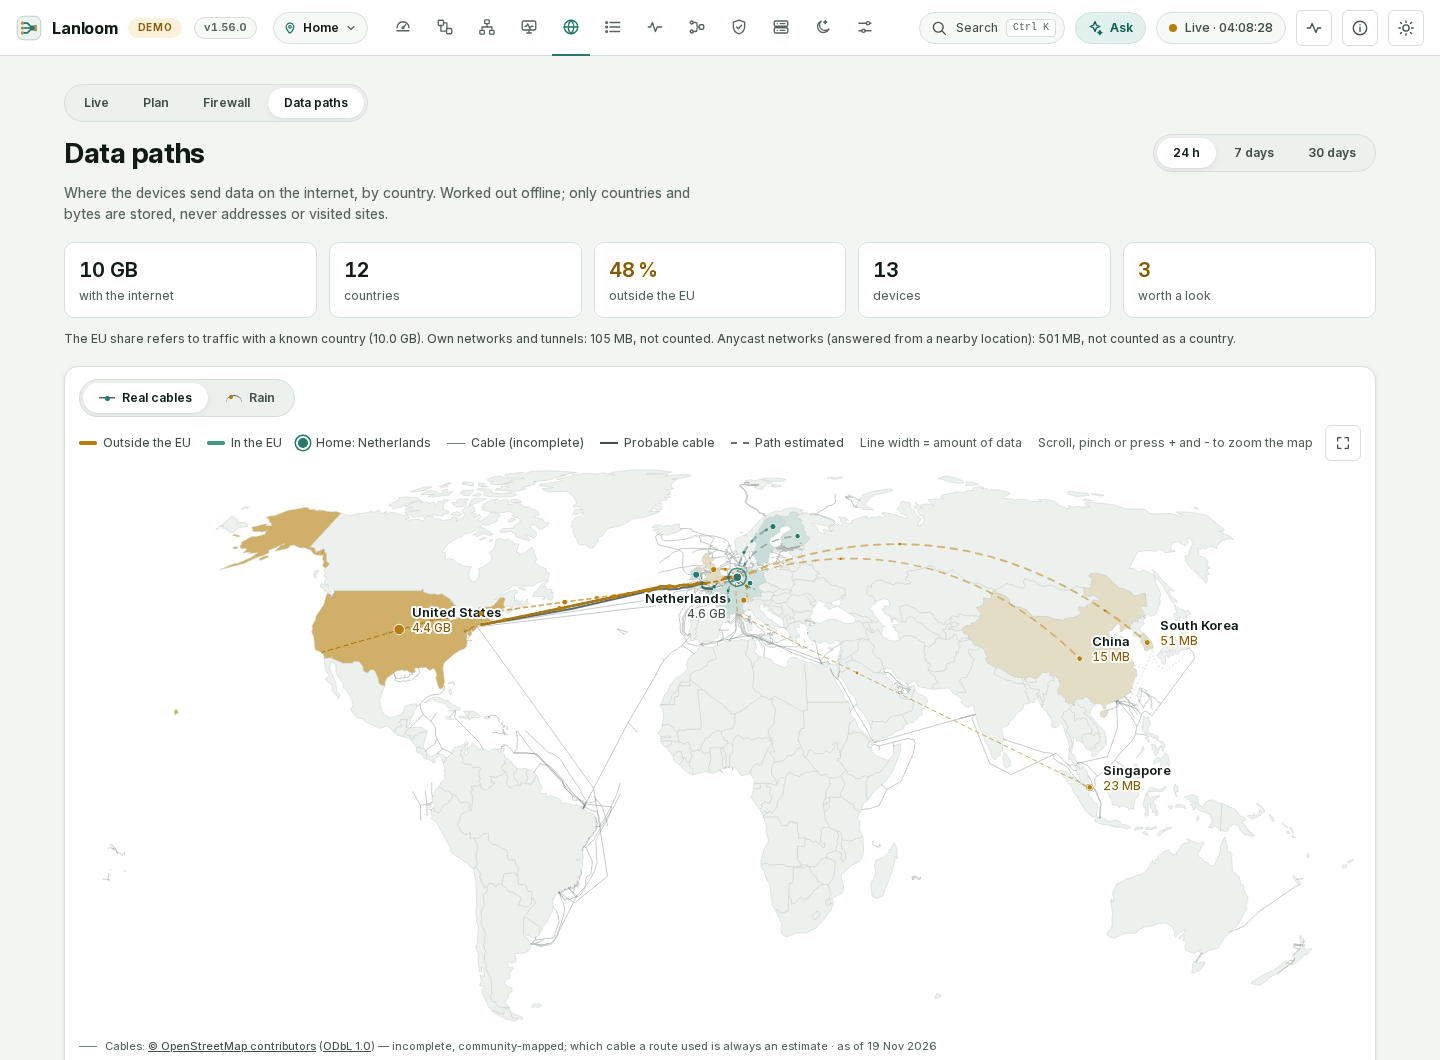 Lanloom DEMO v1.56.0 Home Search Ctrl K Ask Live · 04:08:28
Live Plan Firewall Data paths
Data paths
24 h 7 days 30 days
Where the devices send data on the internet, by country. Worked out offline; only countries and
bytes are stored, never addresses or visited sites.
10 GB
with the internet
12
countries
48 %
outside the EU
13
devices
3
worth a look
The EU share refers to traffic with a known country (10.0 GB). Own networks and tunnels: 105 MB, not counted. Anycast networks (answered from a nearby location): 501 MB, not counted as a country.
Real cables Rain
Outside the EU In the EU Home: Netherlands Cable (incomplete) Probable cable Path estimated Line width = amount of data Scroll, pinch or press + and - to zoom the map
United States
4.4 GB
Netherlands
4.6 GB
China
15 MB
South Korea
51 MB
Singapore
23 MB
Cables: © OpenStreetMap contributors (ODbL 1.0) — incomplete, community-mapped; which cable a route used is always an estimate · as of 19 Nov 2026